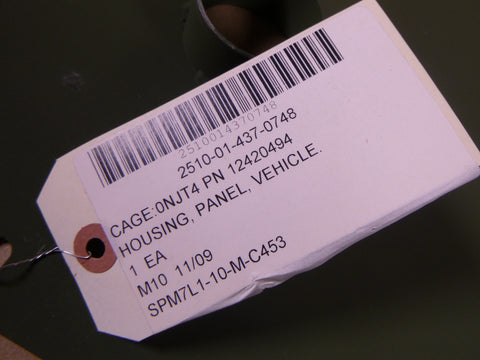 2510014370748
2510-01-437-0748
CAGE:0NJT4 PN 12420494
HOUSING, PANEL, VEHICLE.
1 EA
M10 11/09
SPM7L1-10-M-C453